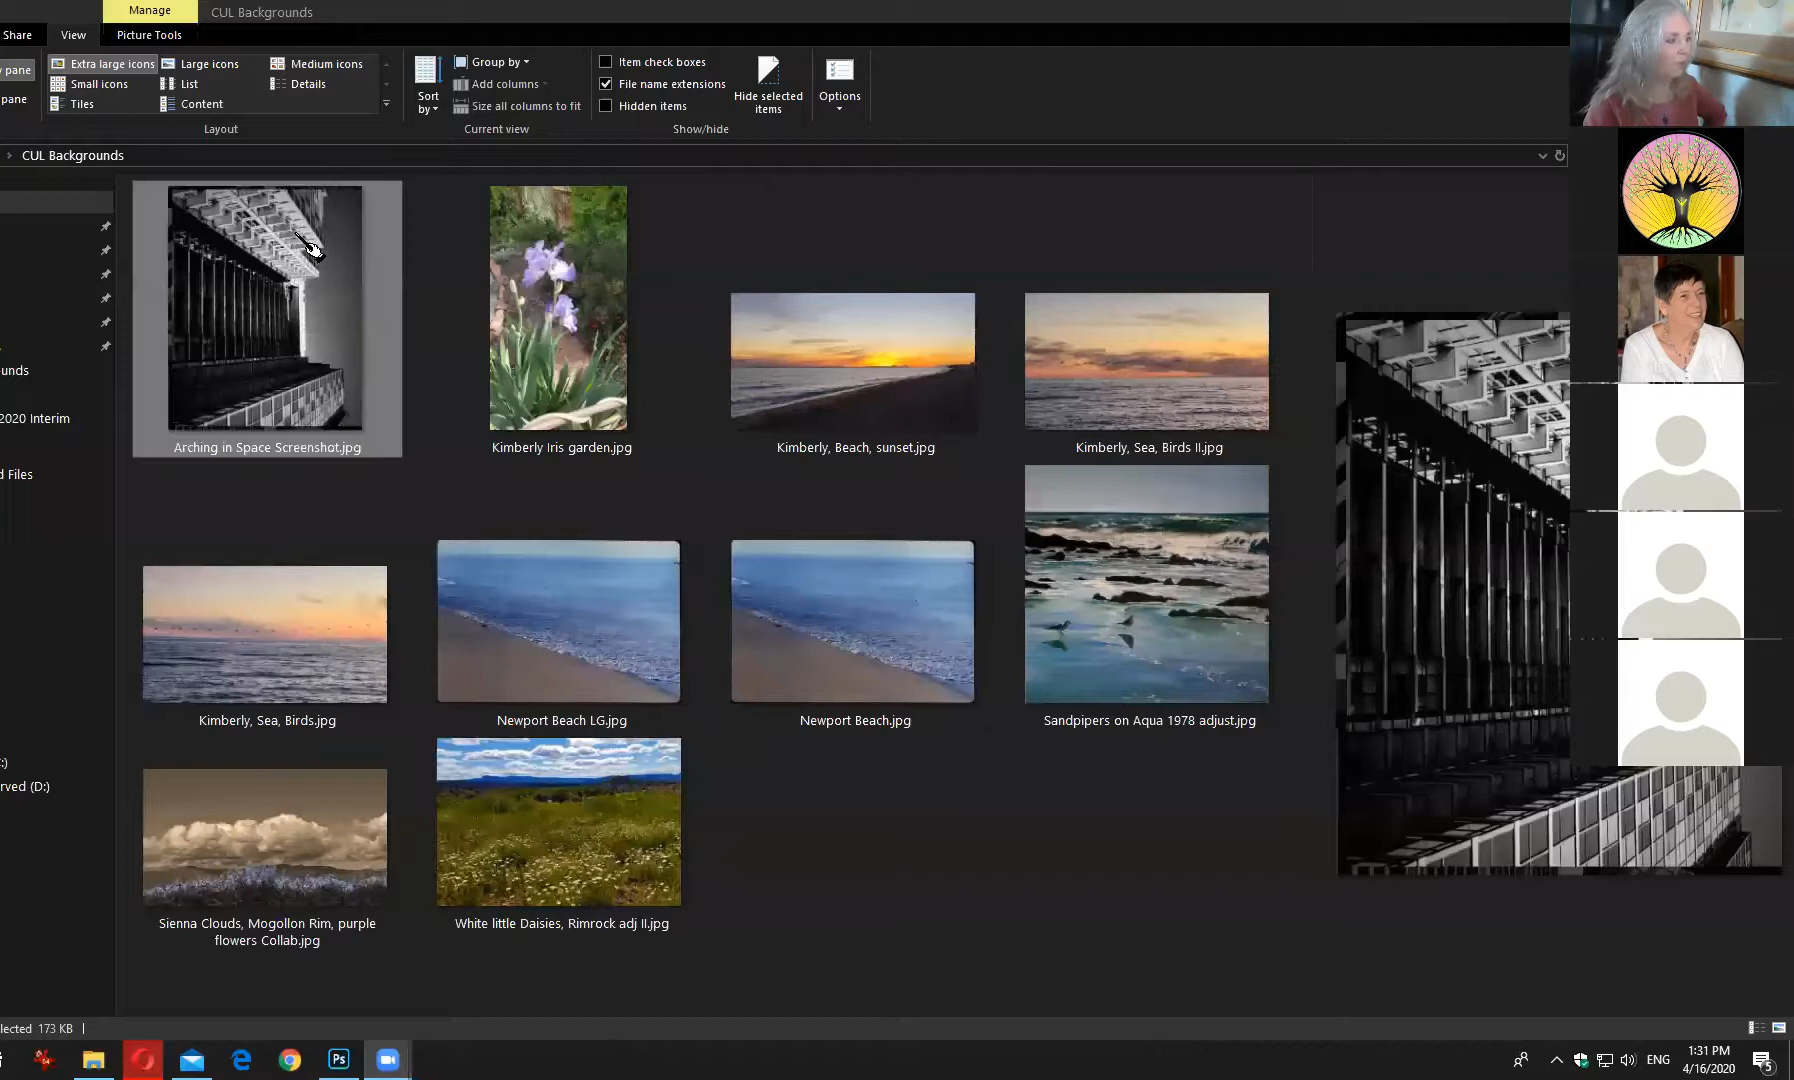 Manage
CUL Backgrounds
Share
View
Picture Tools
pane
Extra large icons
Large icons
Medium icons
Small icons
List
Details
Tiles
Content
pane
Layout
Sort by
Group by
Add columns
Size all columns to fit
Current view
Item check boxes
File name extensions
Hidden items
Hide selected items
Show/hide
Options
CUL Backgrounds
ounds
2020 Interim
d Files
:)
rved (D:)
Arching in Space Screenshot.jpg
Kimberly Iris garden.jpg
Kimberly, Beach, sunset.jpg
Kimberly, Sea, Birds II.jpg
Kimberly, Sea, Birds.jpg
Newport Beach LG.jpg
Newport Beach.jpg
Sandpipers on Aqua 1978 adjust.jpg
Sienna Clouds, Mogollon Rim, purple
flowers Collab.jpg
White little Daisies, Rimrock adj II.jpg
lected 173 KB
64
Ps
ENG
1:31 PM
4/16/2020
5